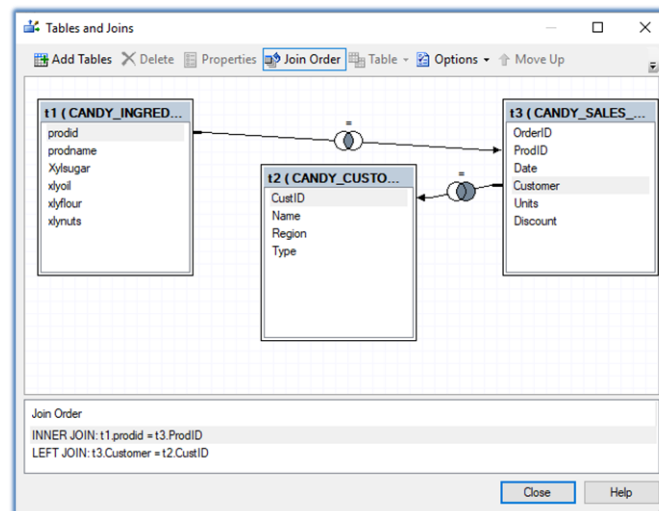 Tables and Joins
Add Tables Delete Properties Join Order Table Options Move Up
t1 ( CANDY_INGRED...
prodid
prodname
Xylsugar
xlyoil
xlyflour
xlynuts
=
t2 ( CANDY_CUSTO...
CustID
Name
Region
Type
=
t3 ( CANDY_SALES_...
OrderID
ProdID
Date
Customer
Units
Discount
Join Order
INNER JOIN: t1.prodid = t3.ProdID
LEFT JOIN: t3.Customer = t2.CustID
Close Help